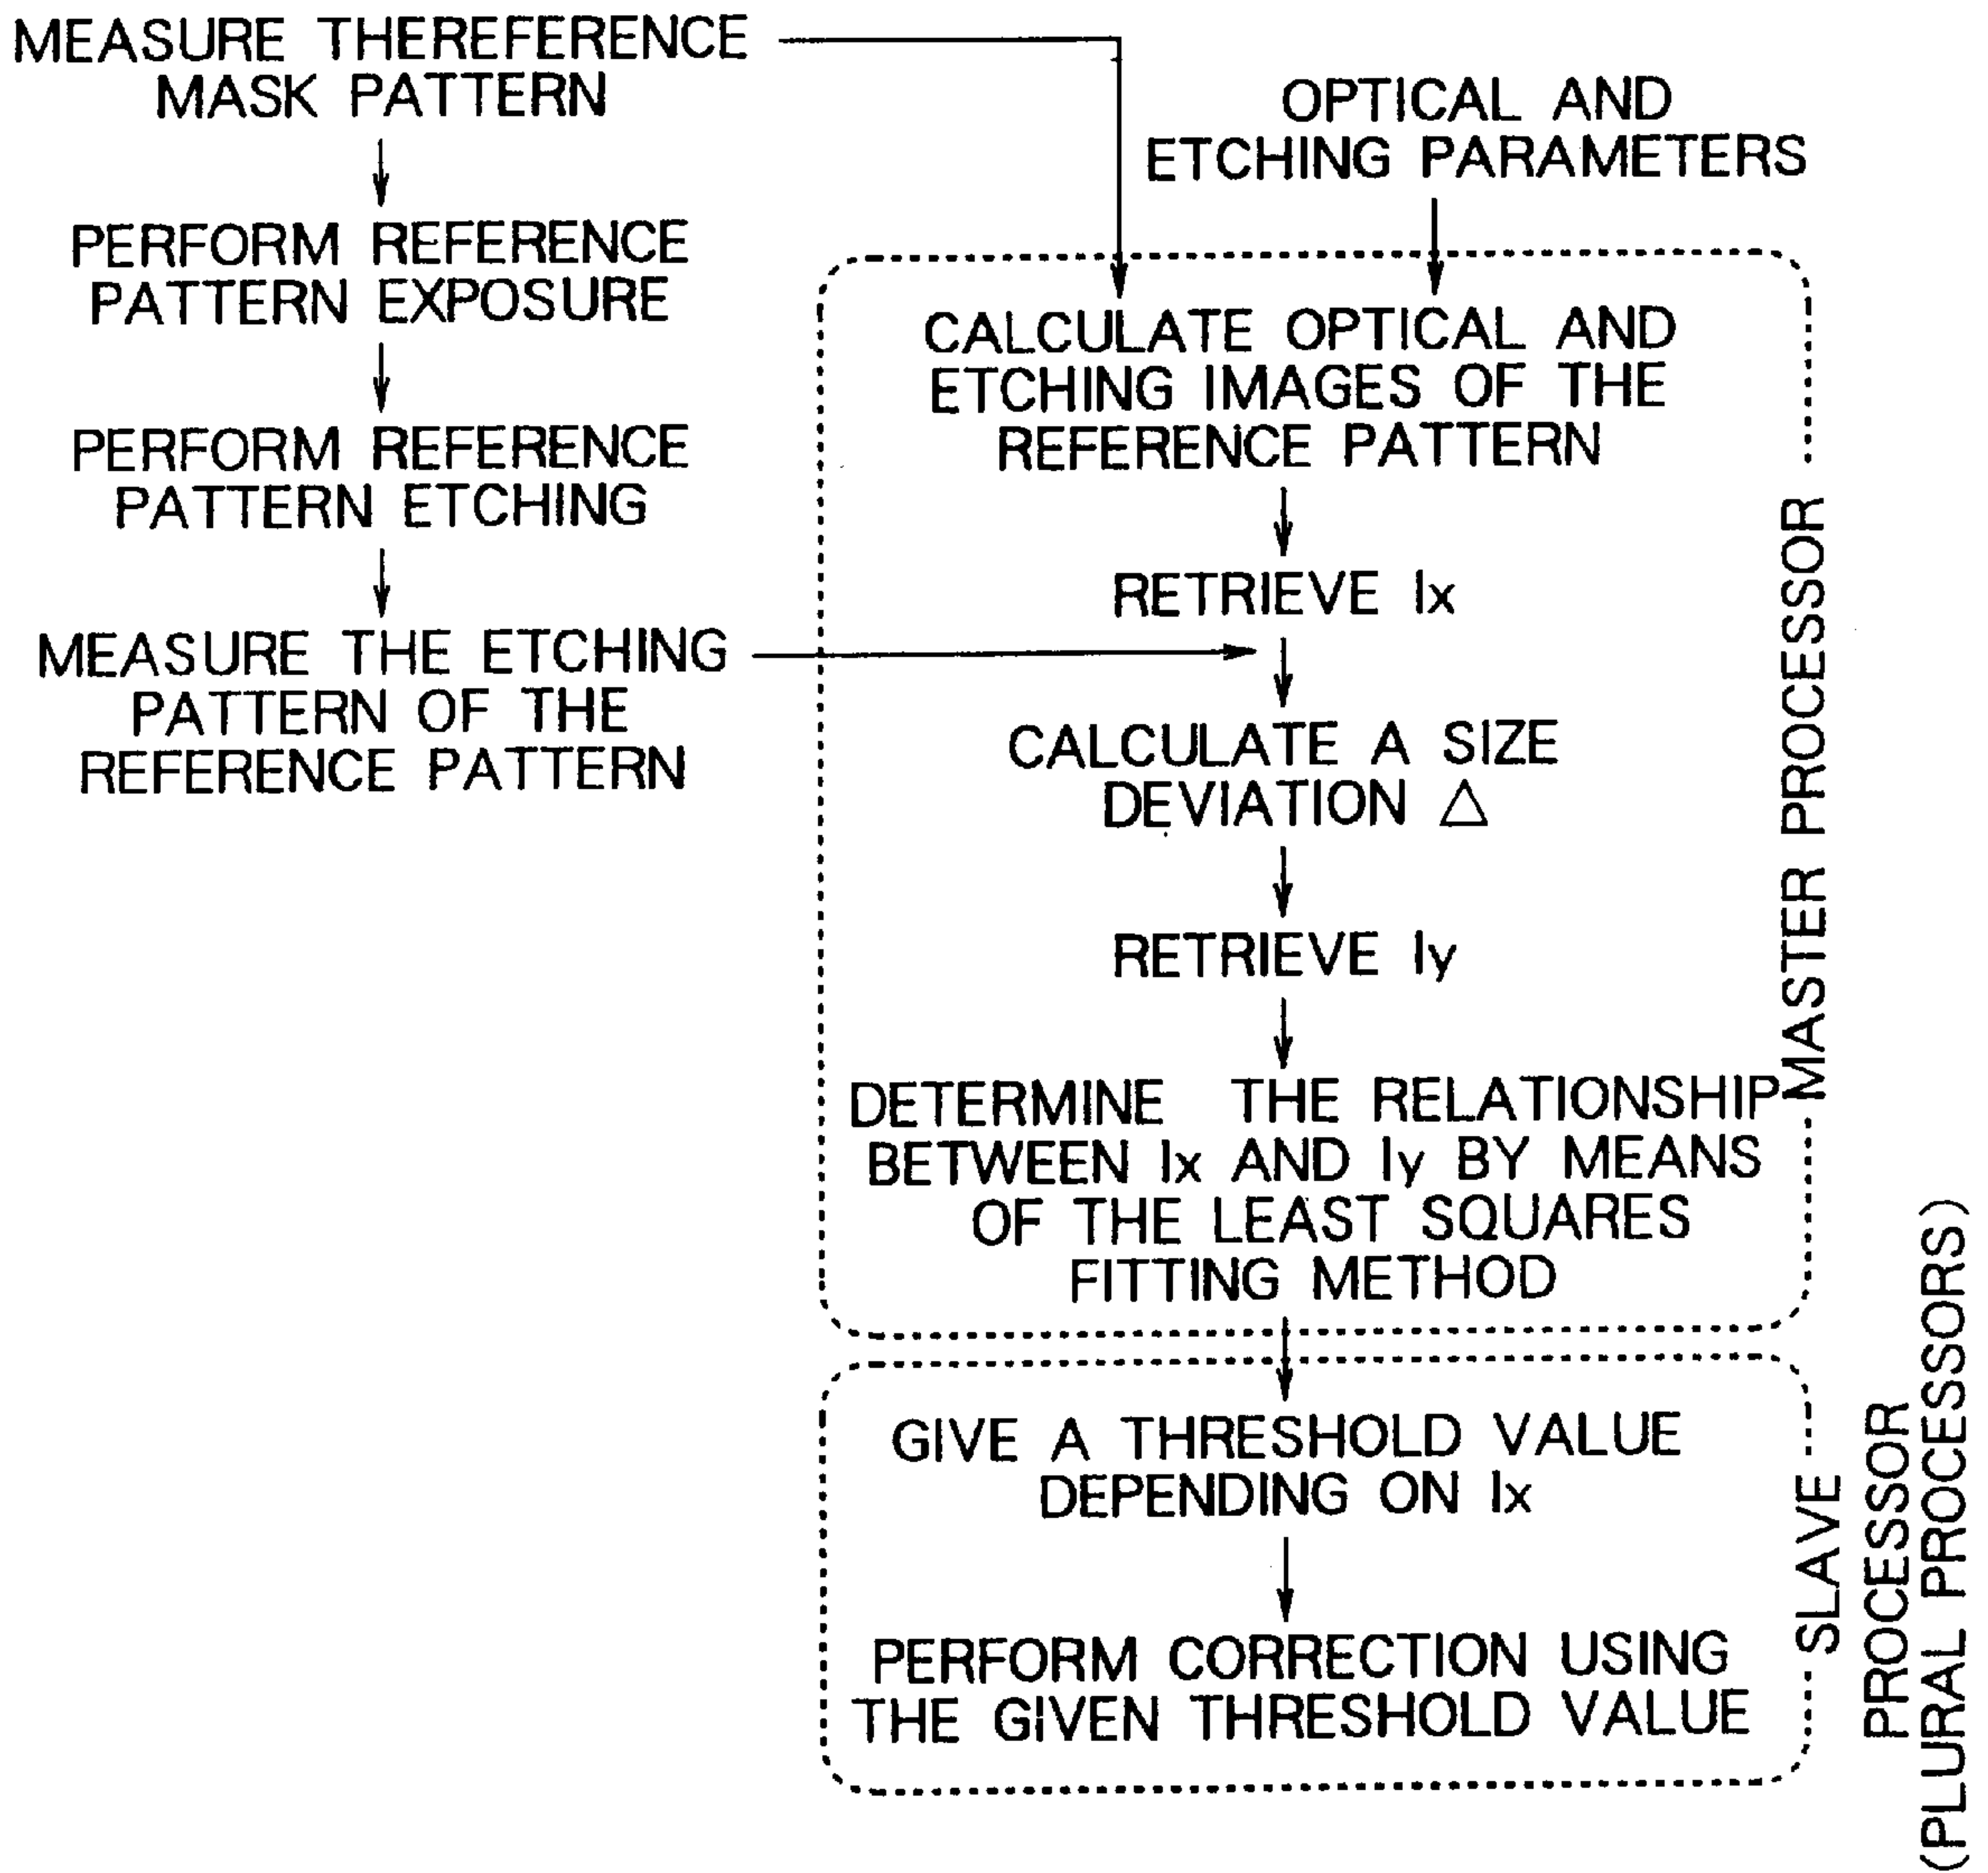 MEASURE THEREFERENCE
MASK PATTERN
PERFORM REFERENCE
PATTERN EXPOSURE
PERFORM REFERENCE
PATTERN ETCHING
MEASURE THE ETCHING
PATTERN OF THE
REFERENCE PATTERN
OPTICAL AND
ETCHING PARAMETERS
CALCULATE OPTICAL AND
ETCHING IMAGES OF THE
REFERENCE PATTERN
RETRIEVE Ix
CALCULATE A SIZE
DEVIATION △
RETRIEVE Iy
DETERMINE THE RELATIONSHIP
BETWEEN Ix AND Iy BY MEANS
OF THE LEAST SQUARES
FITTING METHOD
MASTER PROCESSOR
GIVE A THRESHOLD VALUE
DEPENDING ON Ix
PERFORM CORRECTION USING
THE GIVEN THRESHOLD VALUE
SLAVE
PROCESSOR
(PLURAL PROCESSORS)